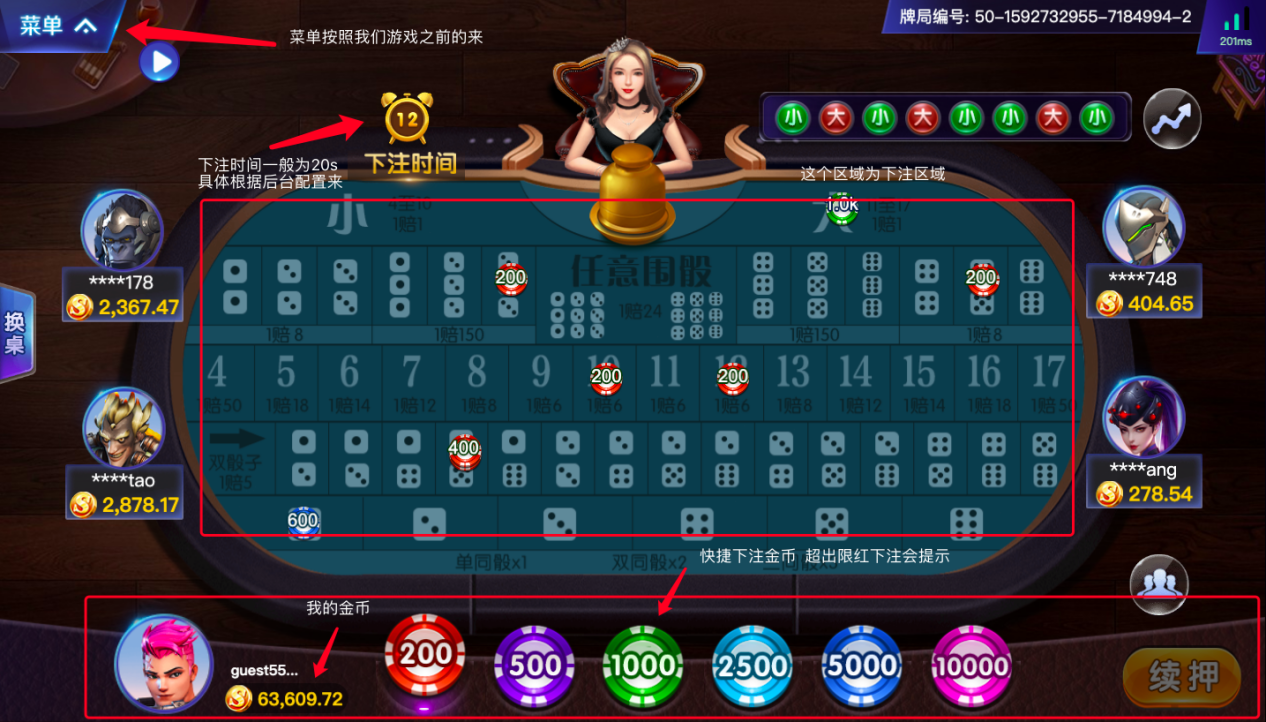 菜单
菜单按照我们游戏之前的来
牌局编号: 50-1592732955-7184994-2
201ms
12
下注时间
小 大 小 大 小 小 大 小
下注时间一般为20s
具体根据后台配置来
这个区域为下注区域
小
4至10
1赔1
1.0k
1赔1
****178
2,367.47
****748
404.65
换桌
200
任意围骰
1赔24
200
1赔 8
1赔150
1赔150
1赔8
4 5 6 7 8 9 200 11 200 13 14 15 16 17
1赔50 1赔18 1赔14 1赔12 1赔8 1赔6 1赔6 1赔6 1赔6 1赔8 1赔12 1赔14 1赔18 1赔50
****tao
2,878.17
****ang
278.54
400
双骰子
1赔5
600
单同骰x1
双同骰x2
快捷下注金币 超出限红下注会提示
我的金币
guest55...
63,609.72
200 500 1000 2500 5000 10000
续押